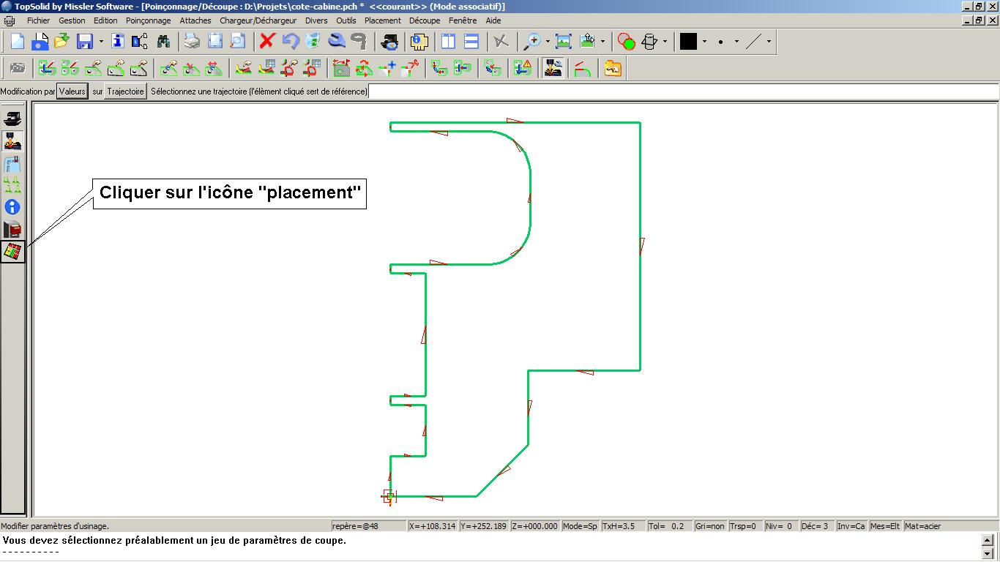 TopSolid by Missler Software - [Poinçonnage/Découpe : D:\Projets\cote-cabine.pch *  <<courant>> (Mode associatif)]
Fichier Gestion Edition Poinçonnage Attaches Chargeur/Déchargeur Divers Outils Placement Découpe Fenêtre Aide
Modification par Valeurs sur Trajectoire Sélectionnez une trajectoire (l'élèment cliqué sert de référence)
Cliquer sur l'icône "placement"
Modifier paramètres d'usinage. repère=@48 X=+108.314 Y=+252.189 Z=+000.000 Mode=Sp TxH=3.5 Tol= 0.2 Gri=non Trsp=0 Niv= 0 Déc= 3 Inv=Ca Mes=Elt Mat=acier
Vous devez sélectionnez préalablement un jeu de paramètres de coupe.
- - - - - - - - - -